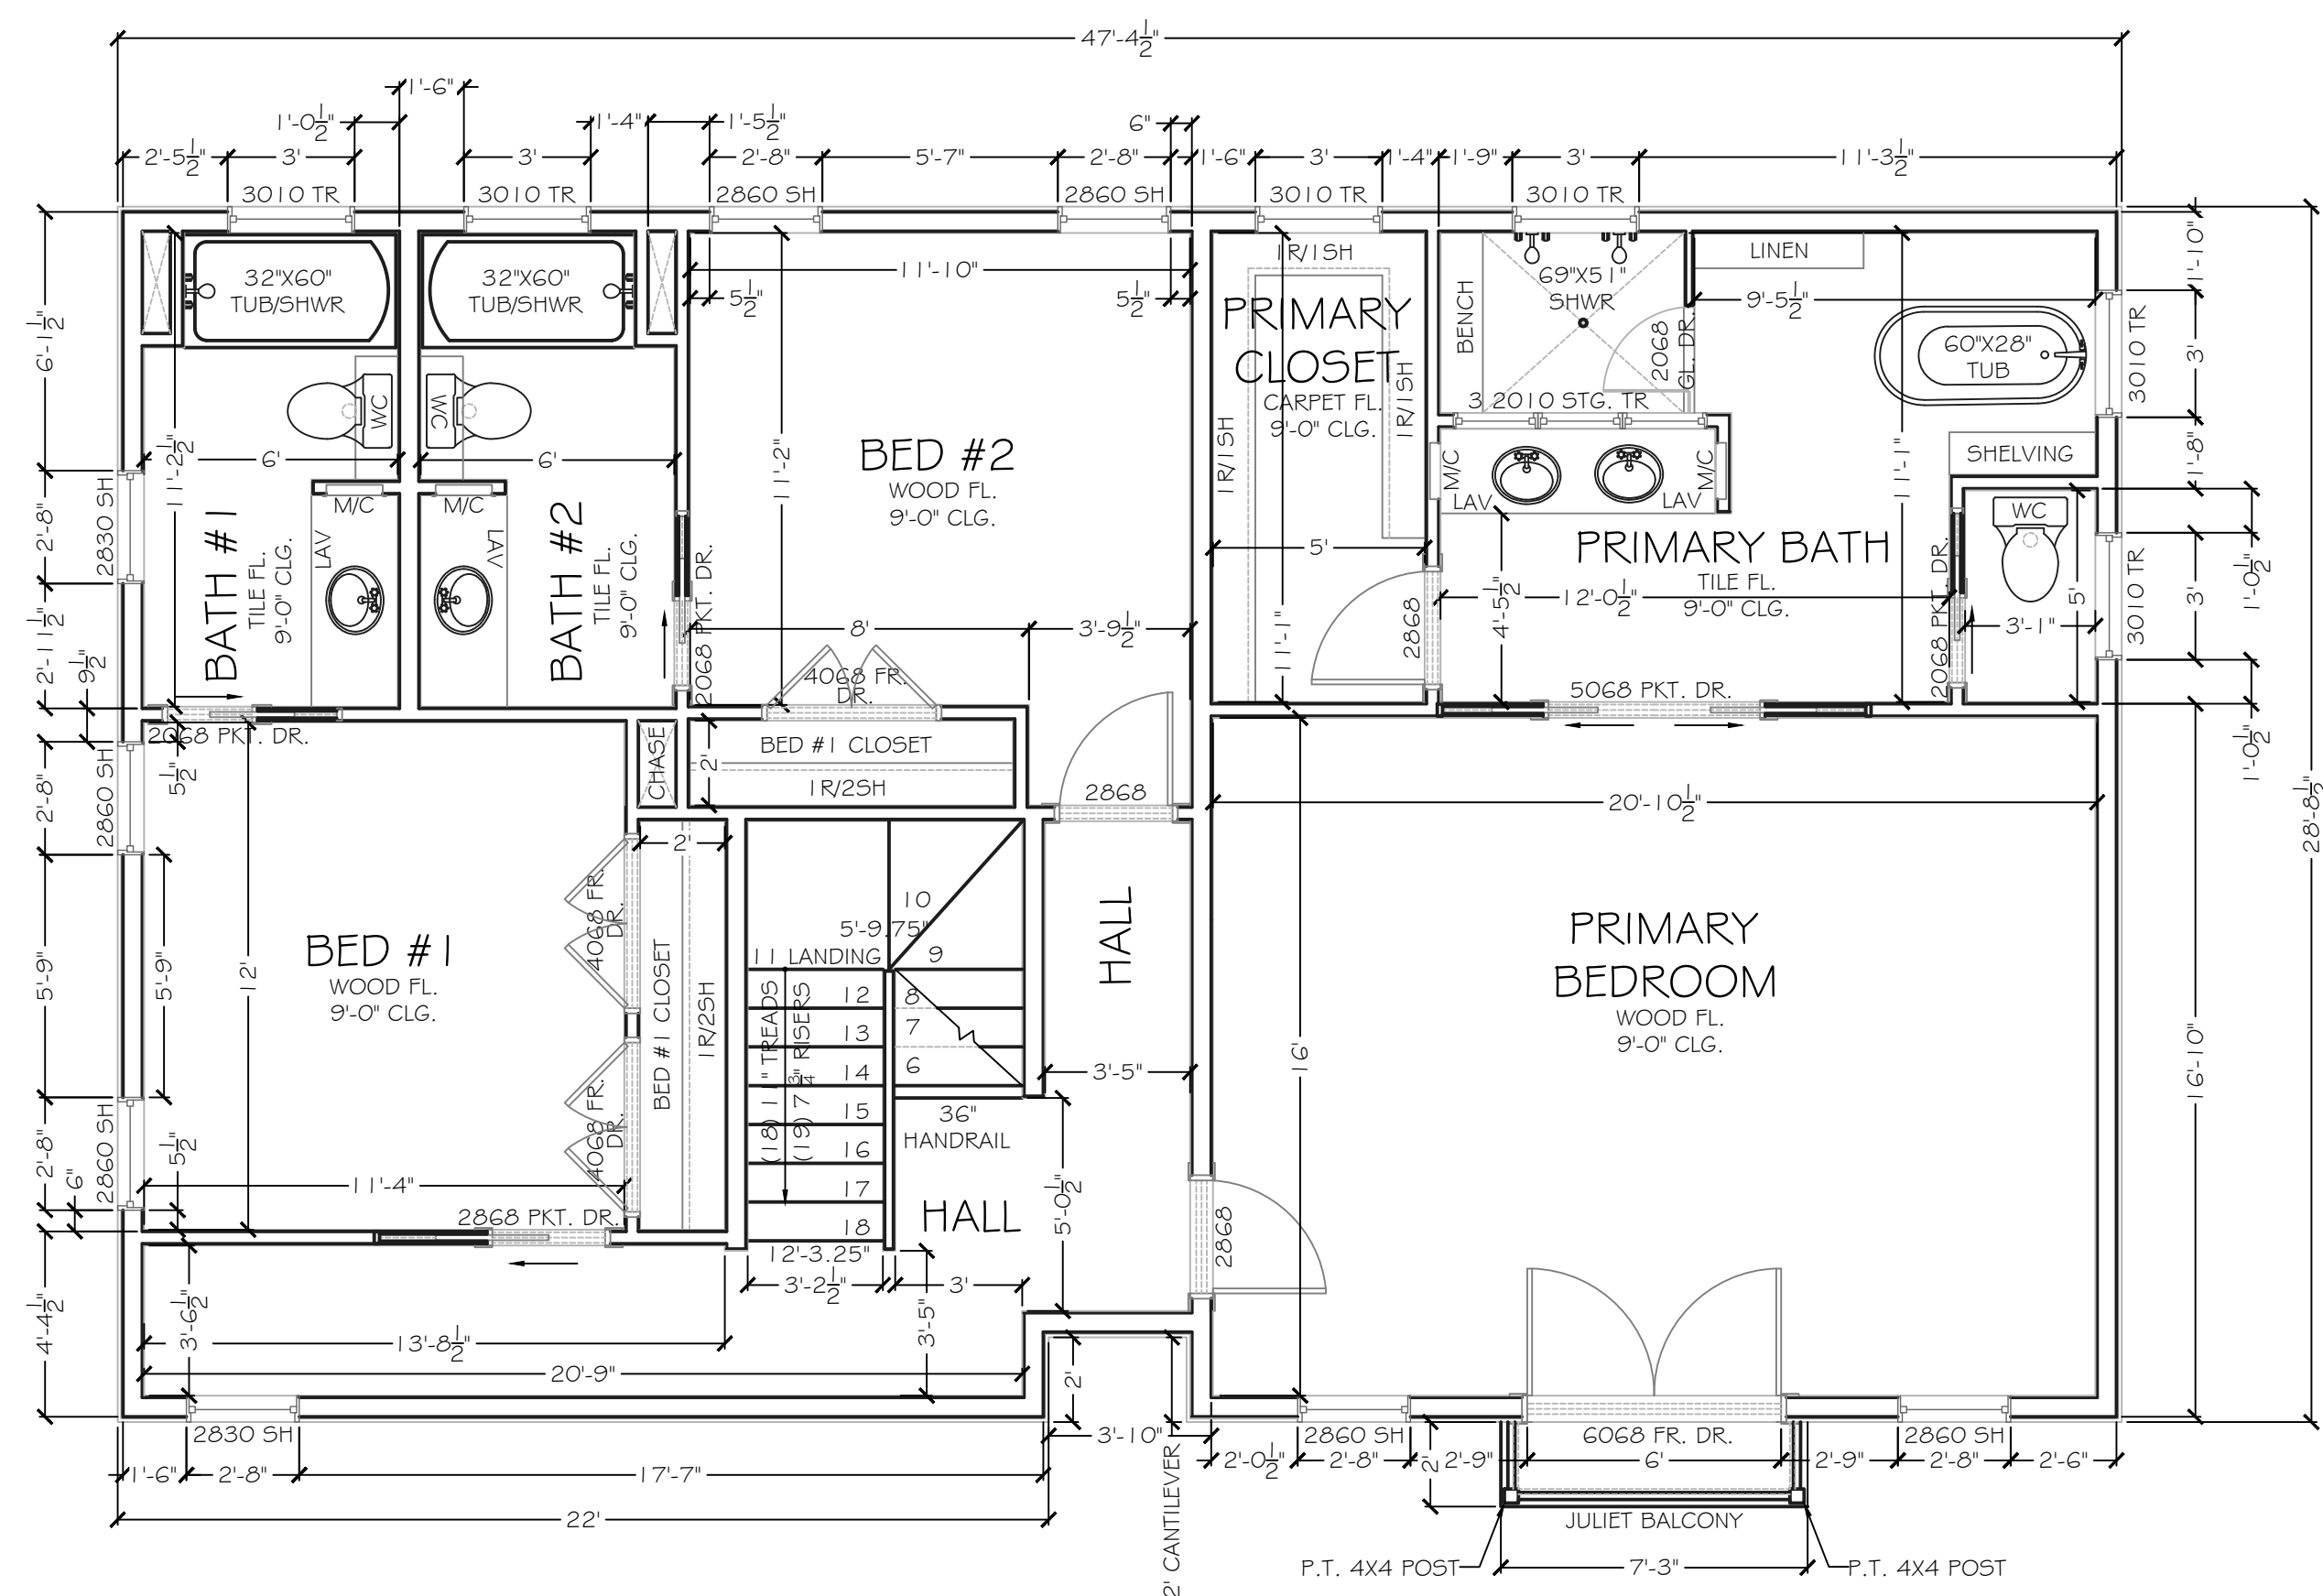 47'-4 1/2"
1'-6"
1'-0 1/2"
1'-4"
1'-5 1/2"
6"
2'-5 1/2"
3'
3'
2'-8"
5'-7"
2'-8"
1'-6"
3'
1'-4"
1'-9"
3'
11'-3 1/2"
3010 TR
3010 TR
2860 SH
2860 SH
3010 TR
3010 TR
1'-10"
32"X60"
TUB/SHWR
32"X60"
TUB/SHWR
11'-10"
5 1/2"
5 1/2"
1R/1SH
PRIMARY
CLOSET
CARPET FL.
9'-0" CLG.
1R/1SH
1R/1SH
BENCH
69"X51"
SHWR
2068
GL. DR.
LINEN
9'-5 1/2"
60"X28"
TUB
3010 TR
3'
6'-1 1/2"
WC
WC
3 2010 STG. TR
6'
6'
11'-2 1/2"
11'-2"
BED #2
WOOD FL.
9'-0" CLG.
M/C
M/C
LAV
LAV
11'-1"
SHELVING
1'-8"
2830 SH
2'-8"
M/C
M/C
LAV
LAV
BATH #1
TILE FL.
9'-0" CLG.
BATH #2
TILE FL.
9'-0" CLG.
2068 PKT. DR.
5'
PRIMARY BATH
TILE FL.
9'-0" CLG.
12'-0 1/2"
4'-5 1/2"
2868
11'-1"
2068 PKT. DR.
WC
5'
3'-1"
3010 TR
3'
1'-0 1/2"
1'-0 1/2"
2'-11 1/2"
9 1/2"
8'
3'-9 1/2"
4068 FR.
DR.
5068 PKT. DR.
2068 PKT. DR.
5 1/2"
CHASE
2'
BED #1 CLOSET
1R/2SH
2868
20'-10 1/2"
28'-8 1/2"
2860 SH
2'-8"
2'
4068 FR.
DR.
10
5'-9.75"
11 LANDING
9
HALL
BED #1
WOOD FL.
9'-0" CLG.
12'
5'-9"
5'-9"
BED #1 CLOSET
1R/2SH
(18) 11" TREADS
(19) 7 3/4" RISERS
12
8
13
7
14
6
15
16
17
18
36"
HANDRAIL
3'-5"
16'
PRIMARY
BEDROOM
WOOD FL.
9'-0" CLG.
16'-10"
4068 FR.
DR.
2860 SH
2'-8"
6"
5 1/2"
11'-4"
2868 PKT. DR.
HALL
5'-0 1/2"
2868
12'-3.25"
3'-2 1/2"
3'
4'-4 1/2"
3'-6 1/2"
13'-8 1/2"
3'-5"
20'-9"
2'
2830 SH
3'-10"
2860 SH
6068 FR. DR.
2860 SH
1'-6"
2'-8"
17'-7"
2'-0 1/2"
2'-8"
2'
2'-9"
6'
2'-9"
2'-8"
2'-6"
22'
2' CANTILEVER
JULIET BALCONY
P.T. 4X4 POST
7'-3"
P.T. 4X4 POST